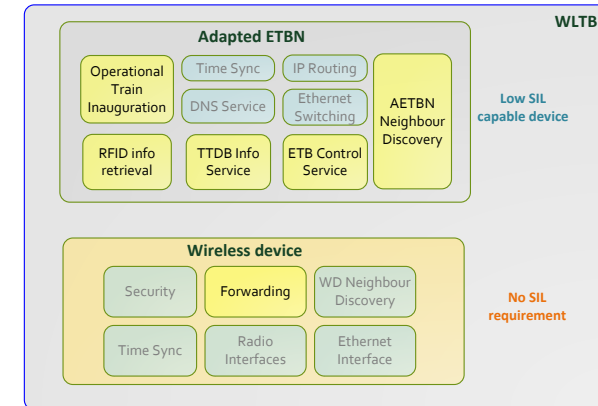 WLTB
Adapted ETBN
Operational
Train
Inauguration
Time Sync
IP Routing
DNS Service
Ethernet
Switching
AETBN
Neighbour
Discovery
RFID info
retrieval
TTDB Info
Service
ETB Control
Service
Low SIL
capable device
Wireless device
Security
Forwarding
WD Neighbour
Discovery
Time Sync
Radio
Interfaces
Ethernet
Interface
No SIL
requirement